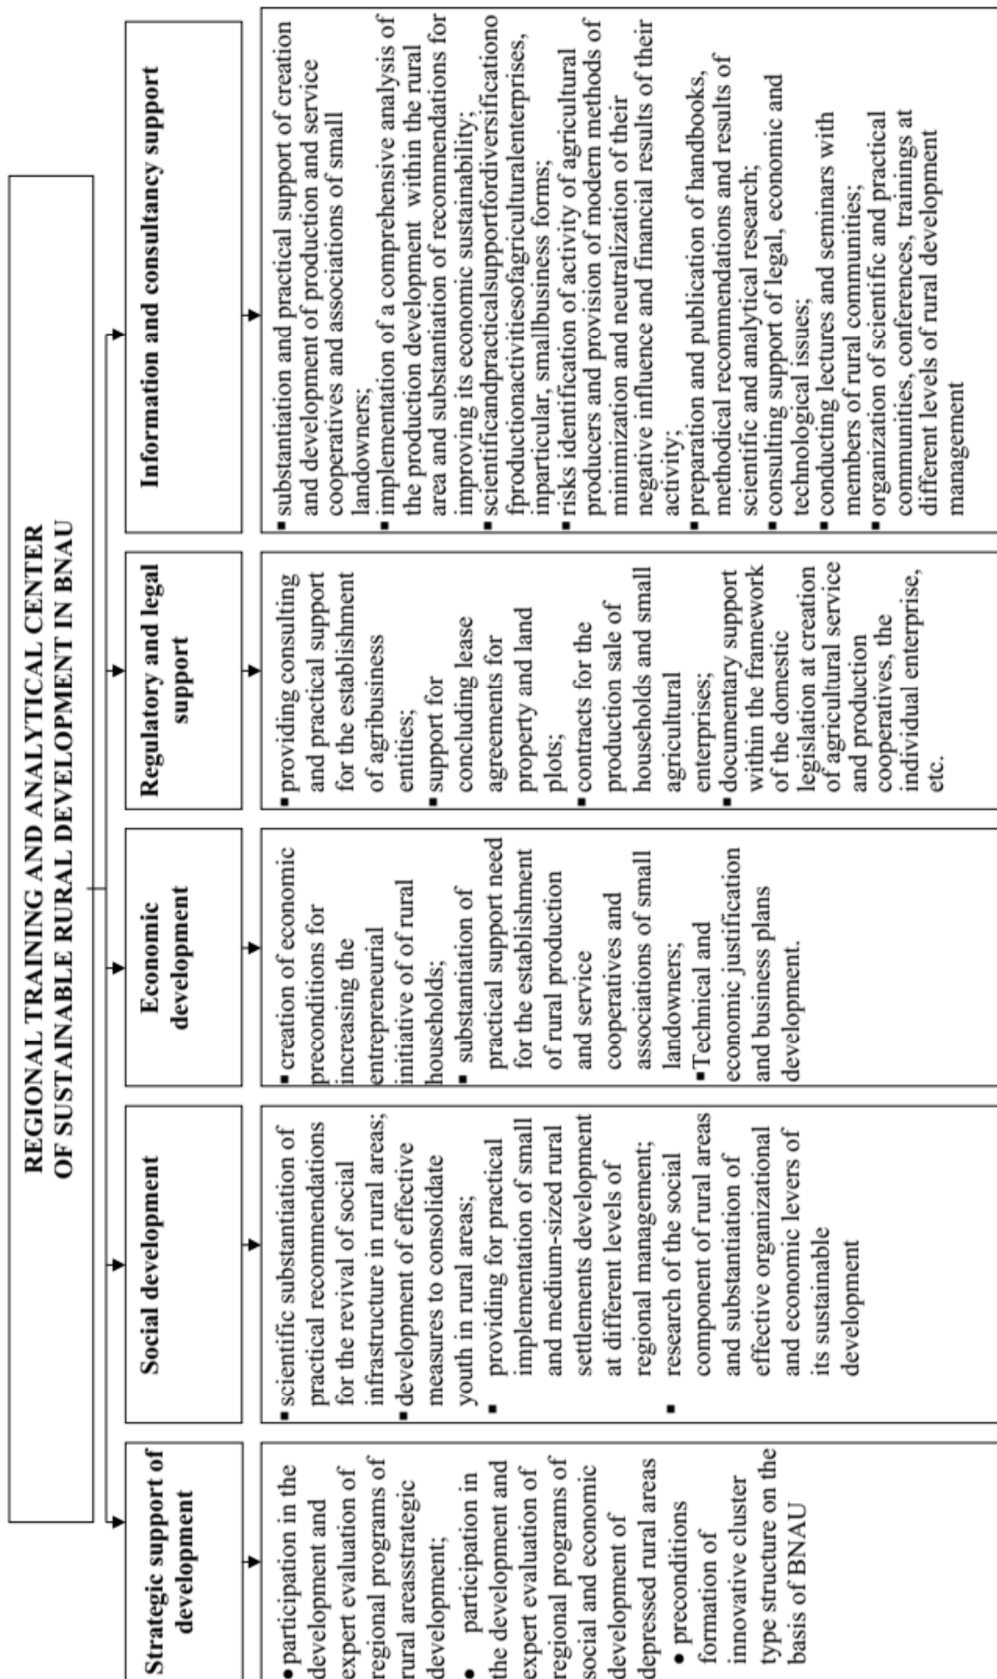 REGIONAL TRAINING AND ANALYTICAL CENTER
OF SUSTAINABLE RURAL DEVELOPMENT IN BNAU
Strategic support of
development
• participation in the
development and
expert evaluation of
regional programs of
rural areasstrategic
development;
• participation in
the development and
expert evaluation of
regional programs of
social and economic
development of
depressed rural areas
• preconditions
formation of
innovative cluster
type structure on the
basis of BNAU
Social development
▪ scientific substantiation of
practical recommendations
for the revival of social
infrastructure in rural areas;
▪ development of effective
measures to consolidate
youth in rural areas;
▪ providing for practical
implementation of small
and medium-sized rural
settlements development
at different levels of
regional management;
▪ research of the social
component of rural areas
and substantiation of
effective organizational
and economic levers of
its sustainable
development
Economic
development
▪ creation of economic
preconditions for
increasing the
entrepreneurial
initiative of of rural
households;
▪ substantiation of
practical support need
for the establishment
of rural production
and service
cooperatives and
associations of small
landowners;
▪ Technical and
economic justification
and business plans
development.
Regulatory and legal
support
▪ providing consulting
and practical support
for the establishment
of agribusiness
entities;
▪ support for
concluding lease
agreements for
property and land
plots;
▪ contracts for the
production sale of
households and small
agricultural
enterprises;
▪ documentary support
within the framework
of the domestic
legislation at creation
of agricultural service
and production
cooperatives, the
individual enterprise,
etc.
Information and consultancy support
▪ substantiation and practical support of creation
and development of production and service
cooperatives and associations of small
landowners;
▪ implementation of a comprehensive analysis of
the production development within the rural
area and substantiation of recommendations for
improving its economic sustainability;
▪ scientificandpracticalsupportfordiversificationo
fproductionactivitiesofagriculturalenterprises,
inparticular, smallbusiness forms;
▪ risks identification of activity of agricultural
producers and provision of modern methods of
minimization and neutralization of their
negative influence and financial results of their
activity;
▪ preparation and publication of handbooks,
methodical recommendations and results of
scientific and analytical research;
▪ consulting support of legal, economic and
technological issues;
▪ conducting lectures and seminars with
members of rural communities;
▪ organization of scientific and practical
communities, conferences, trainings at
different levels of rural development
management